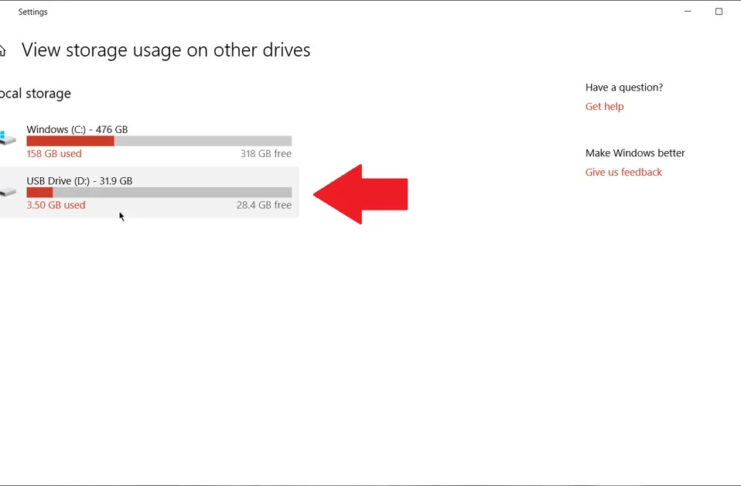 Settings
View storage usage on other drives
ocal storage
Windows (C:) - 476 GB
158 GB used 318 GB free
USB Drive (D:) - 31.9 GB
3.50 GB used 28.4 GB free
Have a question?
Get help
Make Windows better
Give us feedback